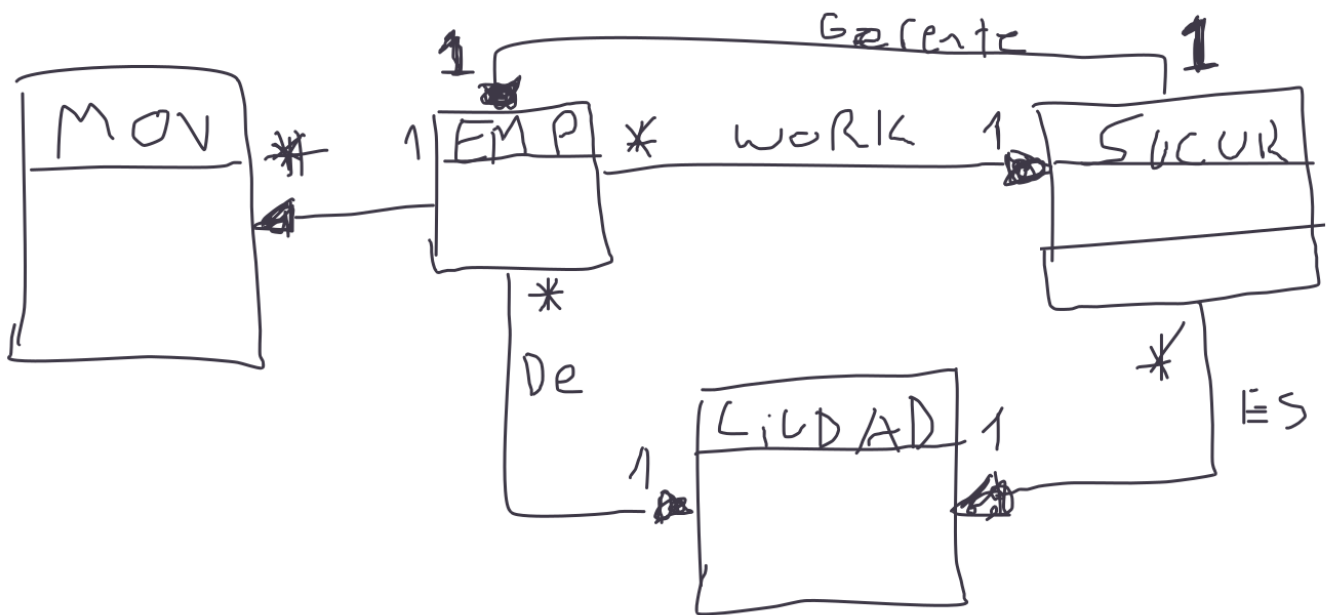 Gerente
1 1
MOV * 1 EMP * WORK 1 SUCUR
*
De * ES
CIUDAD 1
1